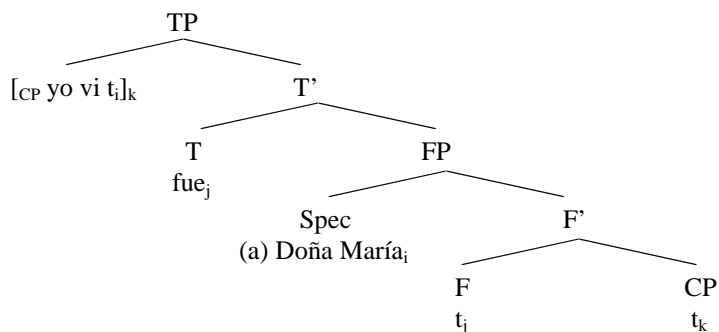 TP
[CP yo vi ti]k T’
T FP
fuej
Spec F’
(a) Doña Maríai
F CP
tj tk